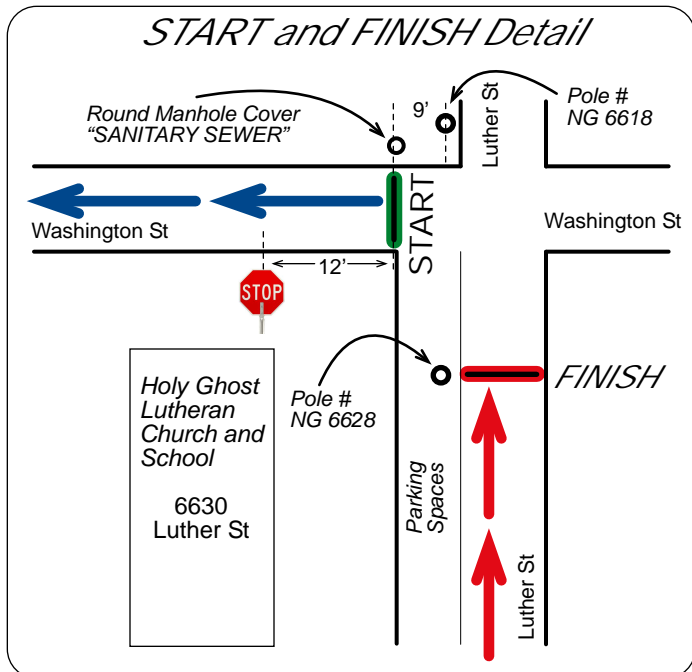 START and FINISH Detail
Round Manhole Cover
“SANITARY SEWER”
9’
Pole #
NG 6618
Luther St
Washington St
START
Washington St
12’
STOP
Holy Ghost
Lutheran
Church and
School
6630
Luther St
Pole #
NG 6628
FINISH
Parking
Spaces
Luther St